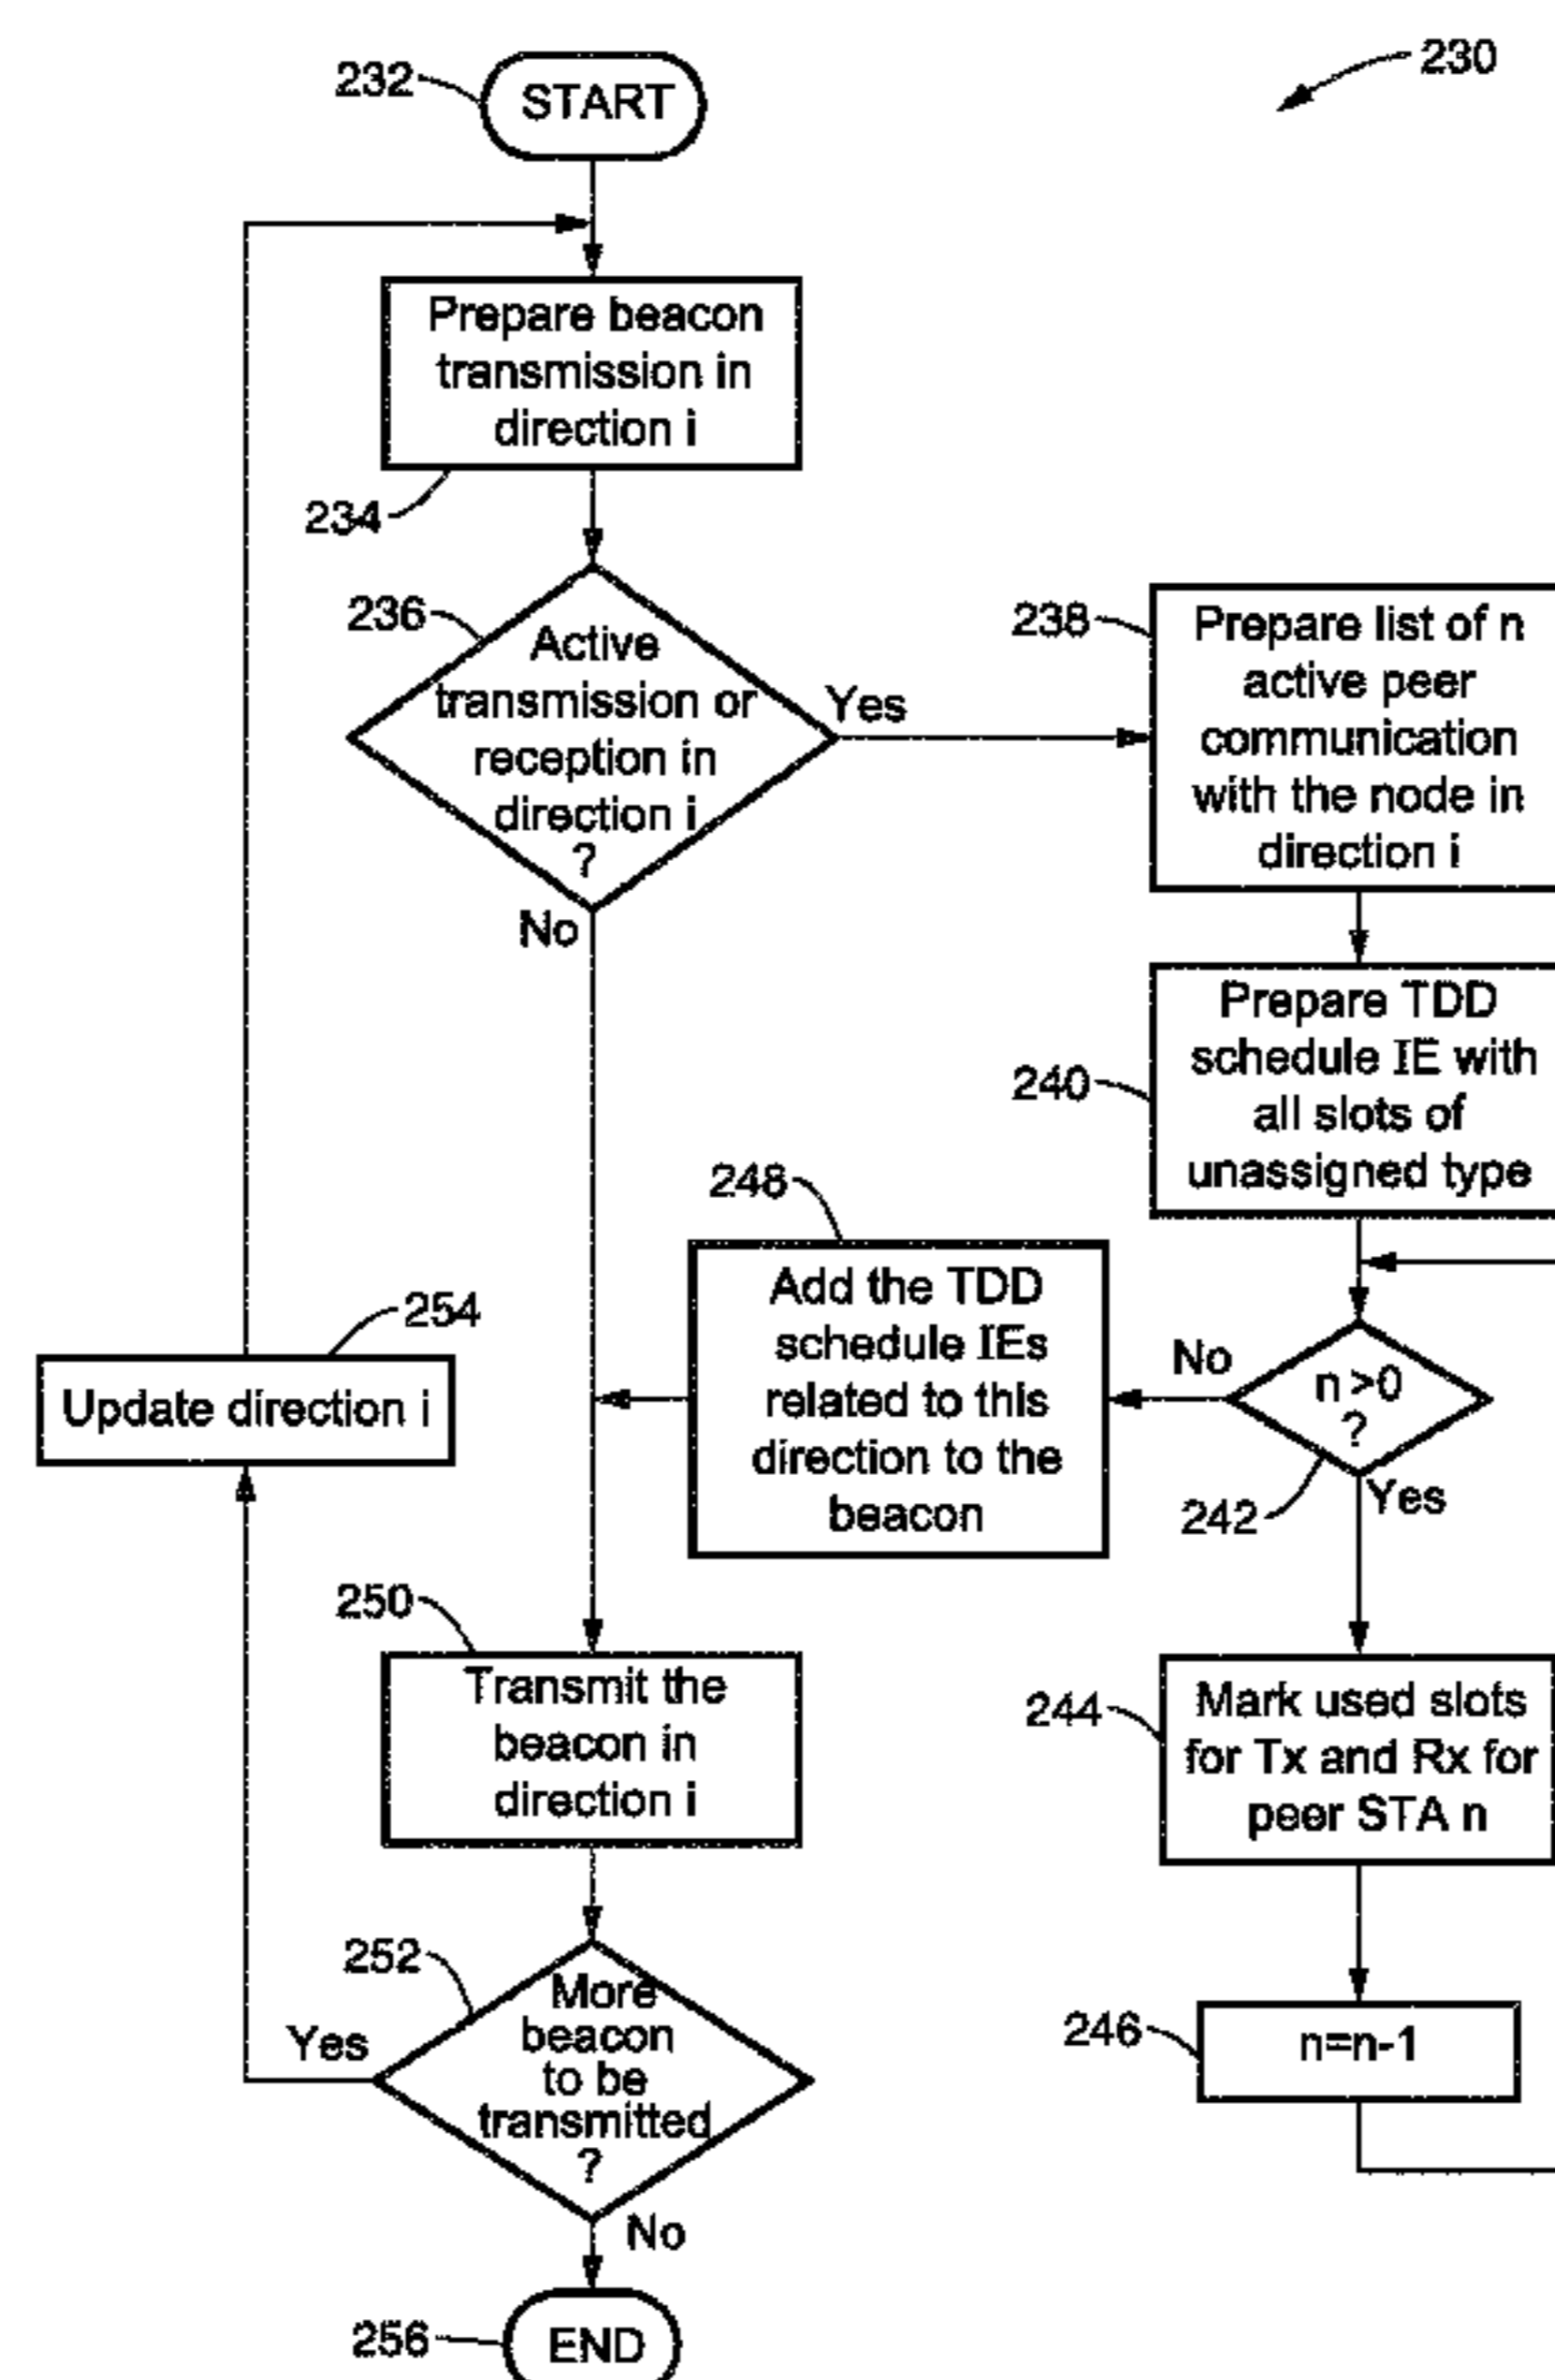 230
232
START
Prepare beacon
transmission in
direction i
234
236
Active
transmission or
reception in
direction i
?
Yes
No
238
Prepare list of n
active peer
communication
with the node in
direction i
240
Prepare TDD
schedule IE with
all slots of
unassigned type
248
Add the TDD
schedule IEs
related to this
direction to the
beacon
No
n >0
?
242
Yes
254
Update direction i
250
Transmit the
beacon in
direction i
244
Mark used slots
for Tx and Rx for
peer STA n
252
More
beacon
to be
transmitted
?
Yes
No
246
n=n-1
256
END